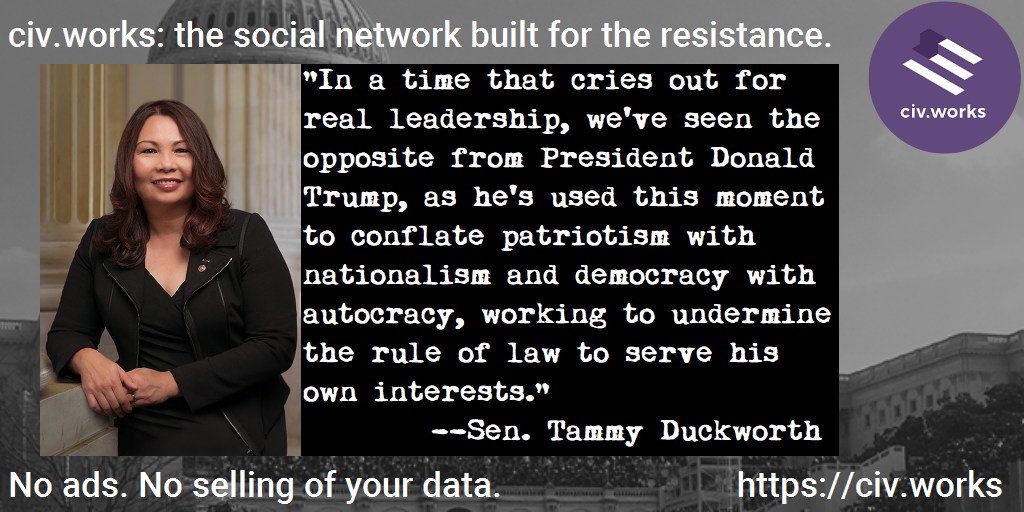 civ.works: the social network built for the resistance.
civ.works
"In a time that cries out for
real leadership, we've seen the
opposite from President Donald
Trump, as he's used this moment
to conflate patriotism with
nationalism and democracy with
autocracy, working to undermine
the rule of law to serve his
own interests."
--Sen. Tammy Duckworth
No ads. No selling of your data.
https://civ.works